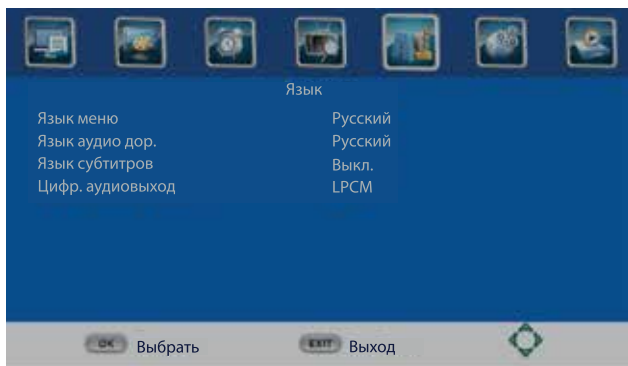 Язык
Язык меню Русский
Язык аудио дор. Русский
Язык субтитров Выкл.
Цифр. аудиовыход LPCM
OK Выбрать EXIT Выход